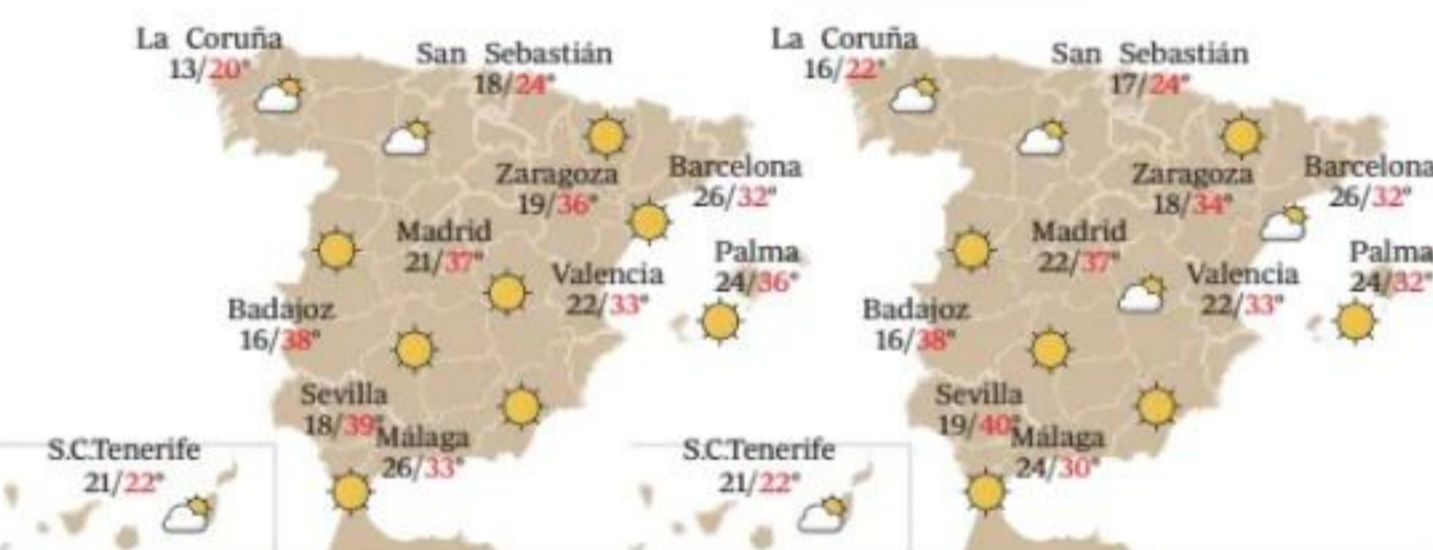 La Coruña
13/20°
San Sebastián
18/24°
Zaragoza
19/36°
Barcelona
26/32°
Madrid
21/37°
Valencia
22/33°
Palma
24/36°
Badajoz
16/38°
Sevilla
18/39°
Málaga
26/33°
S.C.Tenerife
21/22°
La Coruña
16/22°
San Sebastián
17/24°
Zaragoza
18/34°
Barcelona
26/32°
Madrid
22/37°
Valencia
22/33°
Palma
24/32°
Badajoz
16/38°
Sevilla
19/40°
Málaga
24/30°
S.C.Tenerife
21/22°